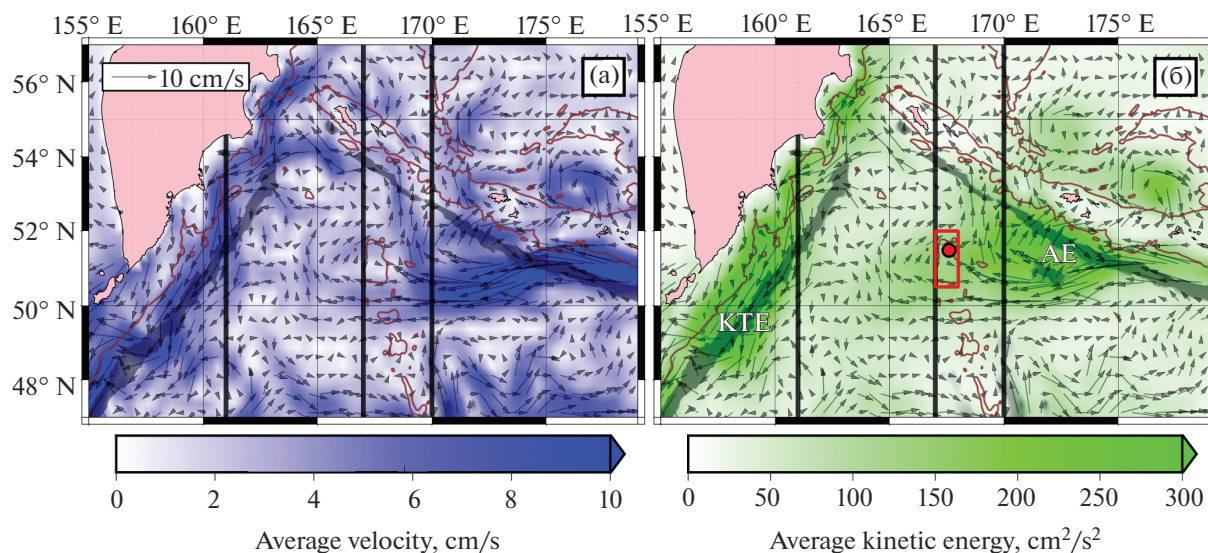 155° E 160° E 165° E 170° E 175° E
155° E 160° E 165° E 170° E 175° E
10 cm/s
(а)
(б)
56° N
54° N
52° N
50° N
48° N
AE
KTE
0 2 4 6 8 10
0 50 100 150 200 250 300
Average velocity, cm/s
Average kinetic energy, cm²/s²